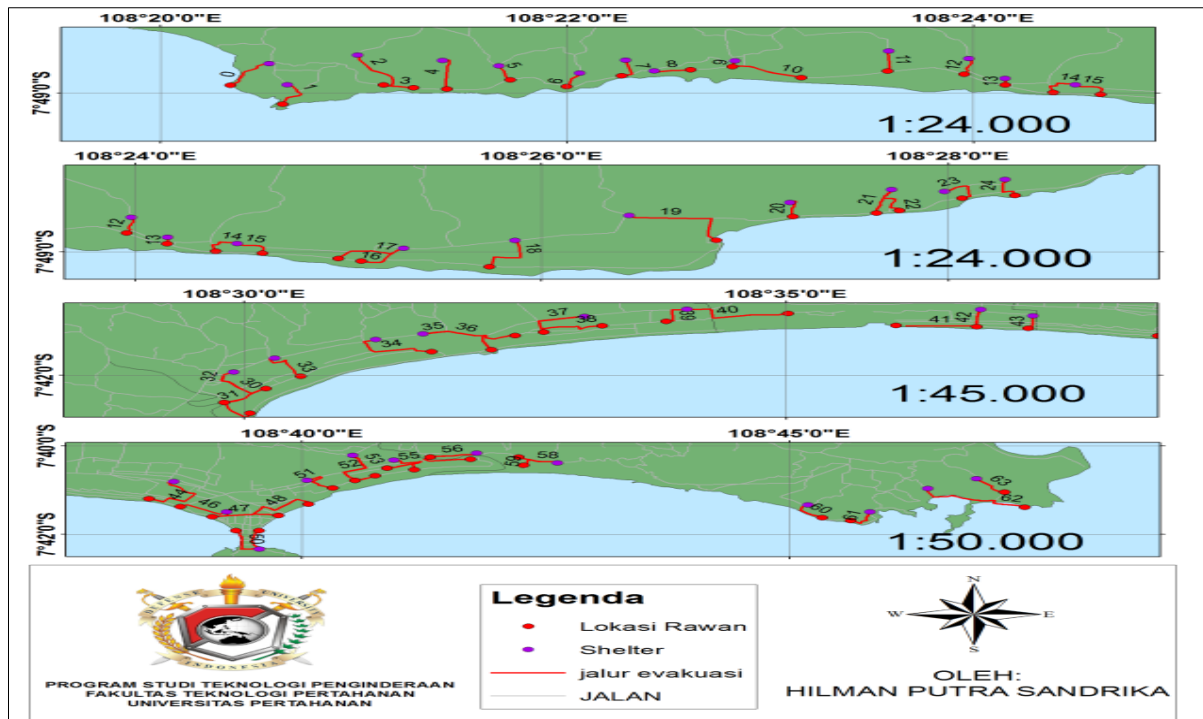 108°20'0"E 108°22'0"E 108°24'0"E
7°49'0"S
0 1 2 3 4 5 6 7 8 9 10 11 12 13 14 15
1:24.000
108°24'0"E 108°26'0"E 108°28'0"E
7°49'0"S
12 13 14 15 16 17 18 19 20 21 22 23 24
1:24.000
108°30'0"E 108°35'0"E
7°42'0"S
30 31 32 33 34 35 36 37 38 39 40 41 42 43
1:45.000
108°40'0"E 108°45'0"E
7°40'0"S
7°42'0"S
44 46 47 48 51 52 53 55 56 58 59 60 61 62 63
1:50.000
DEFENSE UNIVERSITY
INDONESIA
PROGRAM STUDI TEKNOLOGI PENGINDERAAN
FAKULTAS TEKNOLOGI PERTAHANAN
UNIVERSITAS PERTAHANAN
Legenda
Lokasi Rawan
Shelter
jalur evakuasi
JALAN
N
W E
S
OLEH:
HILMAN PUTRA SANDRIKA